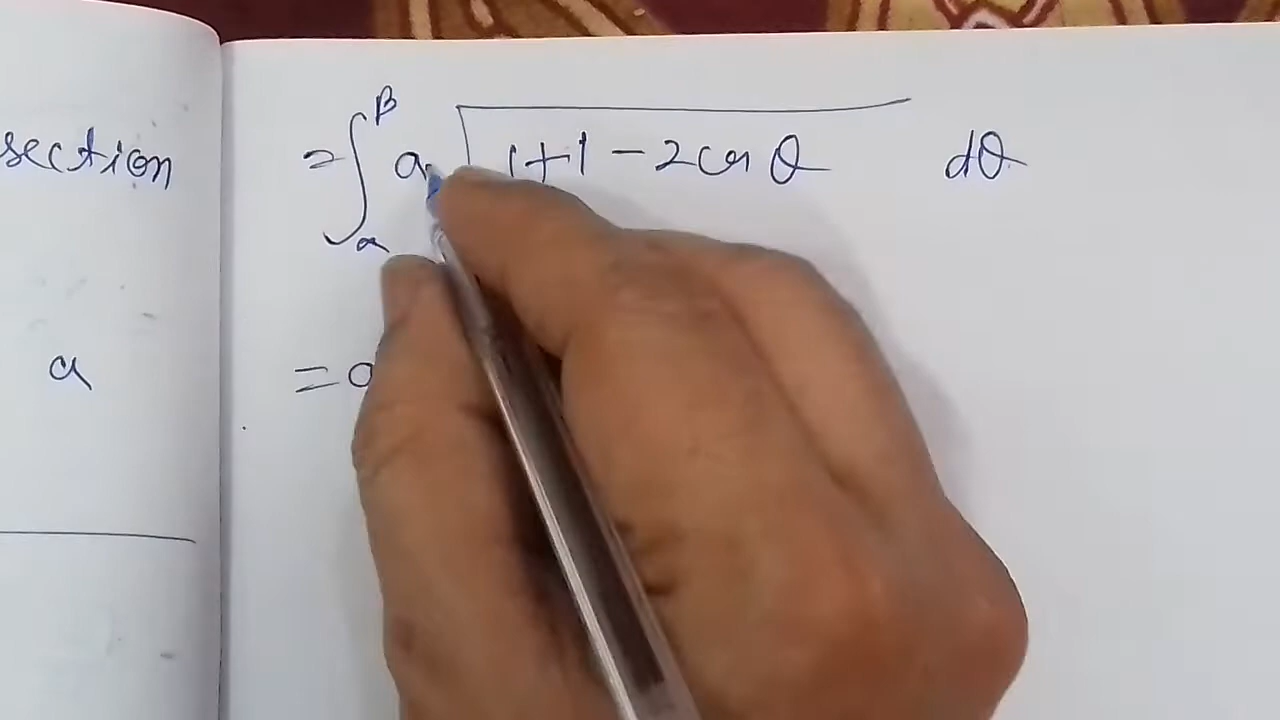 section
a
= ∫_α^β a √(1+1-2cos θ) dθ
= a